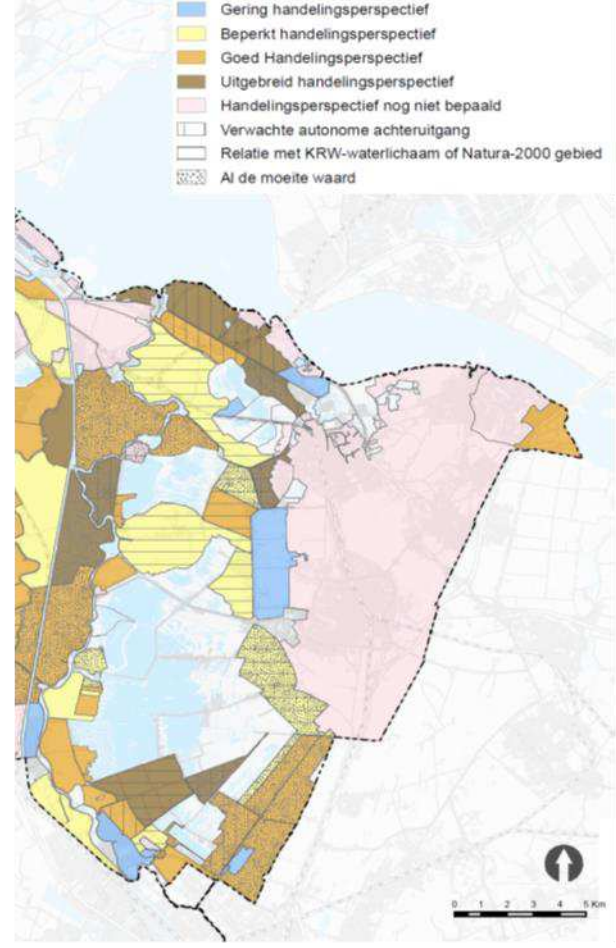 Gering handelingsperspectief
Beperkt handelingsperspectief
Goed Handelingsperspectief
Uitgebreid handelingsperspectief
Handelingsperspectief nog niet bepaald
Verwachte autonome achteruitgang
Relatie met KRW-waterlichaam of Natura-2000 gebied
Al de moeite waard
0 1 2 3 4 5 Km